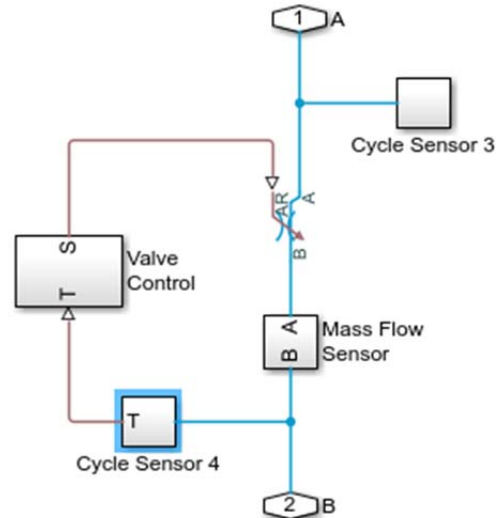 1 A
Cycle Sensor 3
AR A
B
S
T
Valve
Control
A
B
Mass Flow
Sensor
T
Cycle Sensor 4
2 B